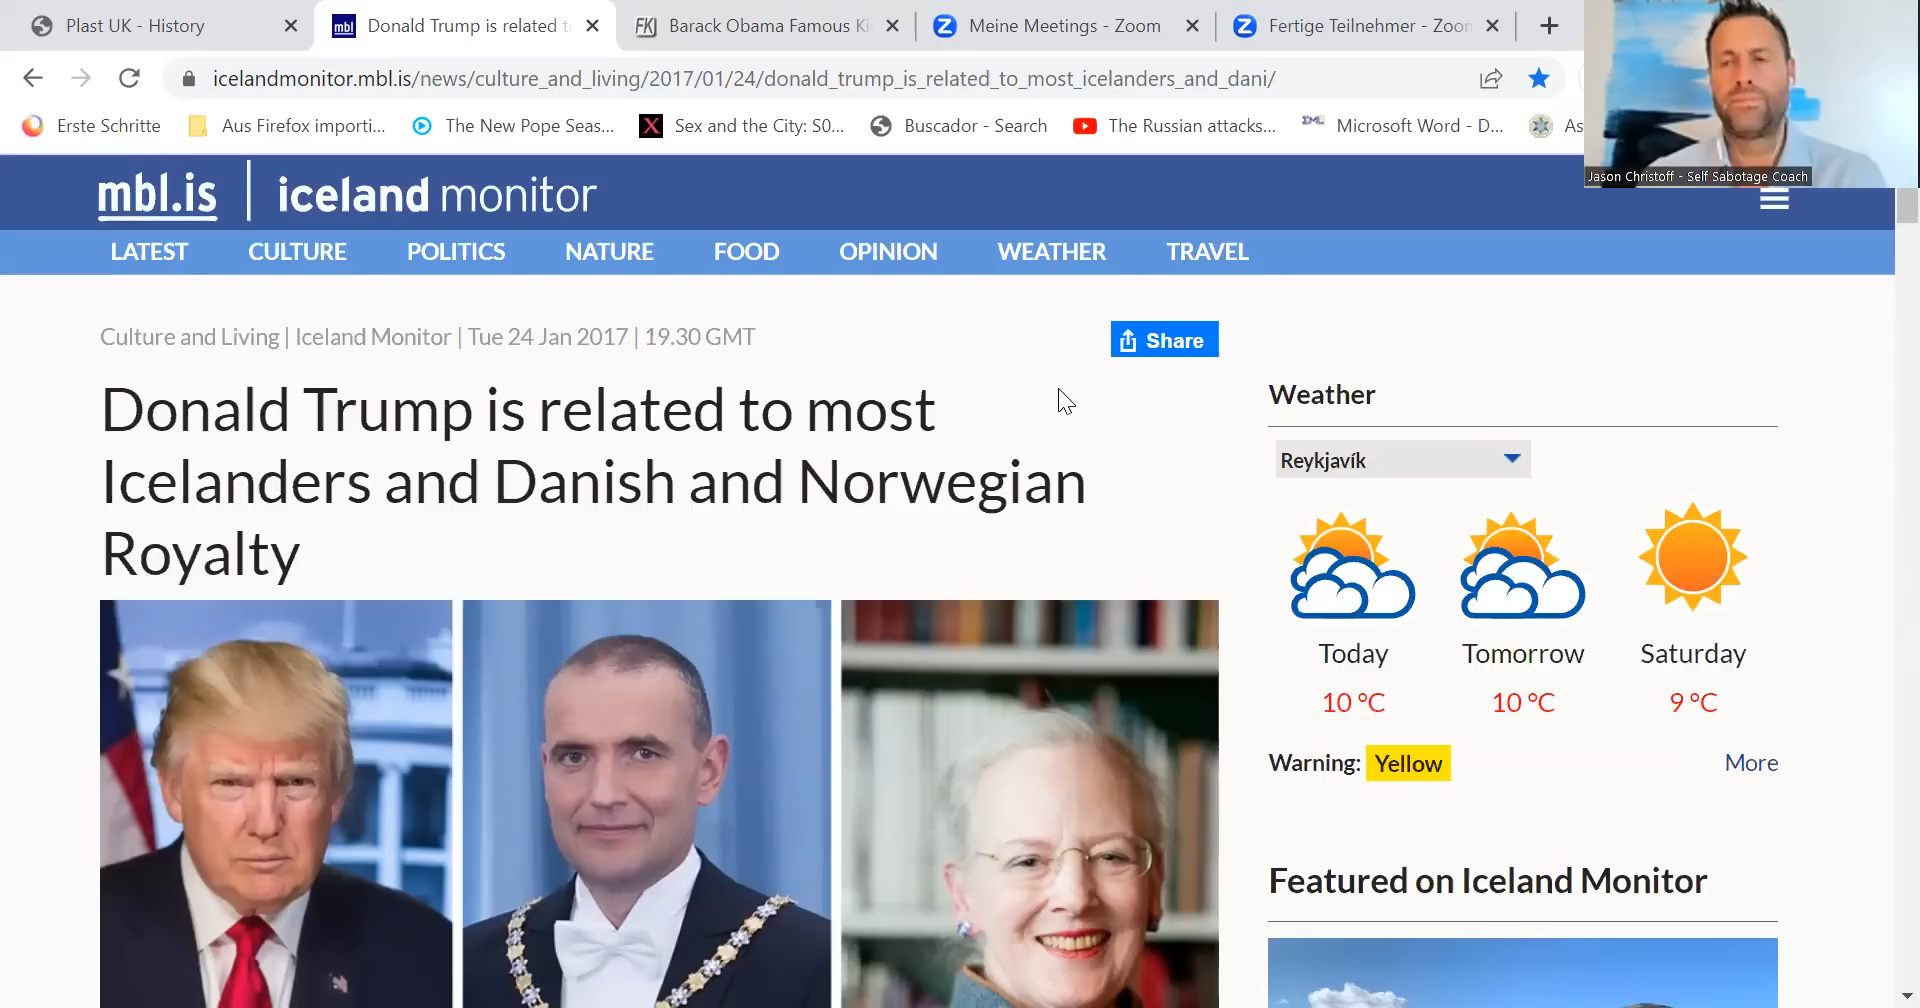 Plast UK - History
mbl
Donald Trump is related t
FK
Barack Obama Famous Ki
Z
Meine Meetings - Zoom
Z
Fertige Teilnehmer - Zoor
icelandmonitor.mbl.is/news/culture_and_living/2017/01/24/donald_trump_is_related_to_most_icelanders_and_dani/
Erste Schritte
Aus Firefox importi...
The New Pope Seas...
X
Sex and the City: S0...
Buscador - Search
The Russian attacks...
Microsoft Word - D...
As
Jason Christoff - Self Sabotage Coach
mbl.is | iceland monitor
LATEST CULTURE POLITICS NATURE FOOD OPINION WEATHER TRAVEL
Culture and Living | Iceland Monitor | Tue 24 Jan 2017 | 19.30 GMT
Share
Donald Trump is related to most
Icelanders and Danish and Norwegian
Royalty
Weather
Reykjavík
Today Tomorrow Saturday
10 °C 10 °C 9 °C
Warning: Yellow More
Featured on Iceland Monitor